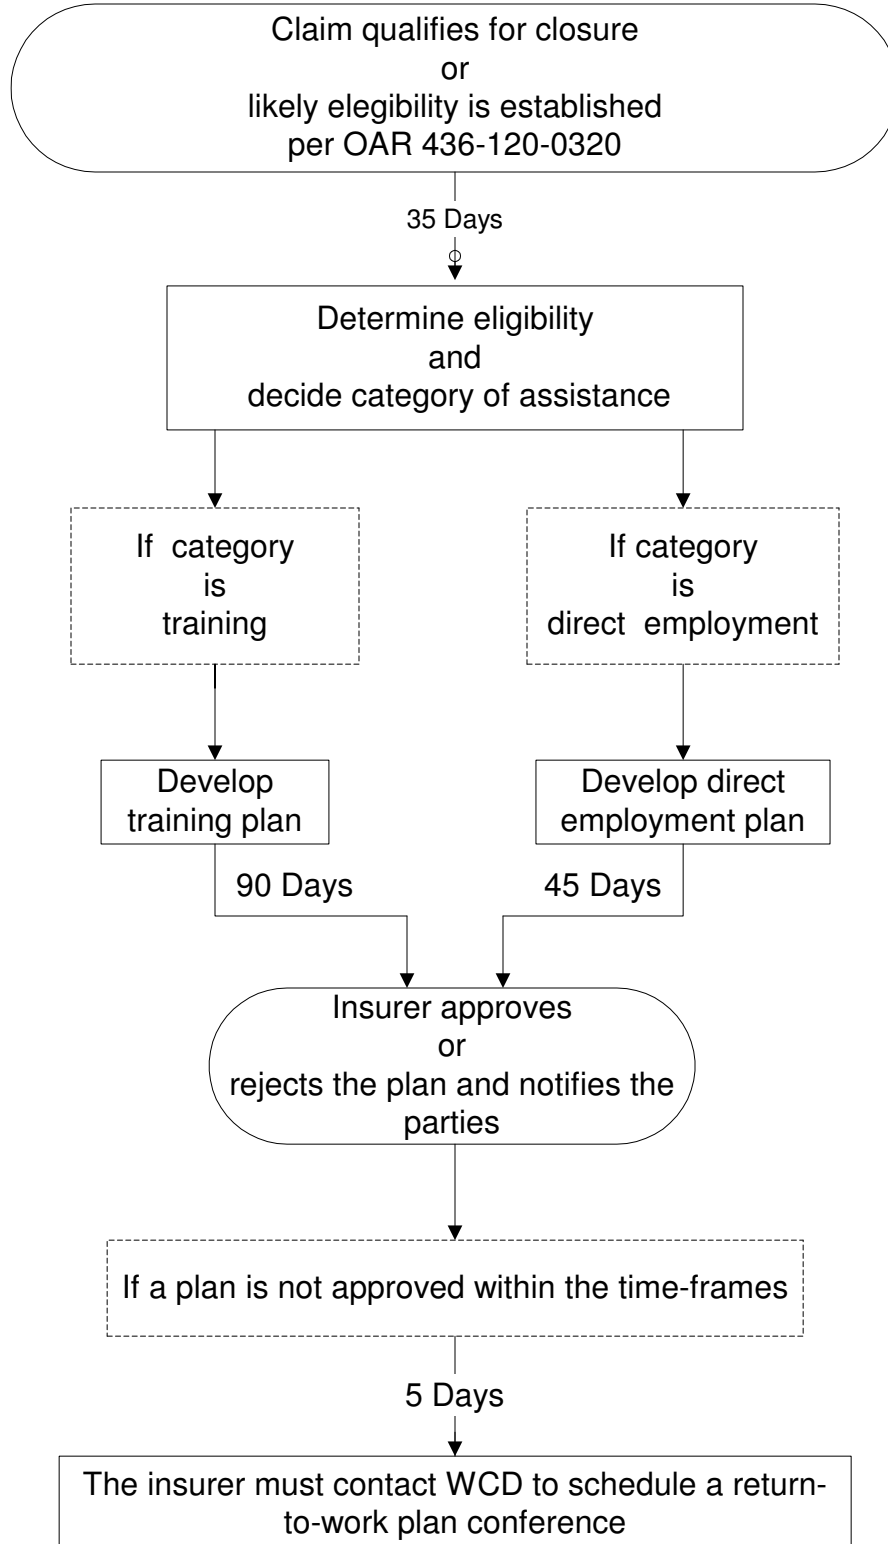 Claim qualifies for closure
or
likely elegibility is established
per OAR 436-120-0320
35 Days
Determine eligibility
and
decide category of assistance
If category
is
training
If category
is
direct employment
Develop
training plan
Develop direct
employment plan
90 Days
45 Days
Insurer approves
or
rejects the plan and notifies the
parties
If a plan is not approved within the time-frames
5 Days
The insurer must contact WCD to schedule a return-
to-work plan conference